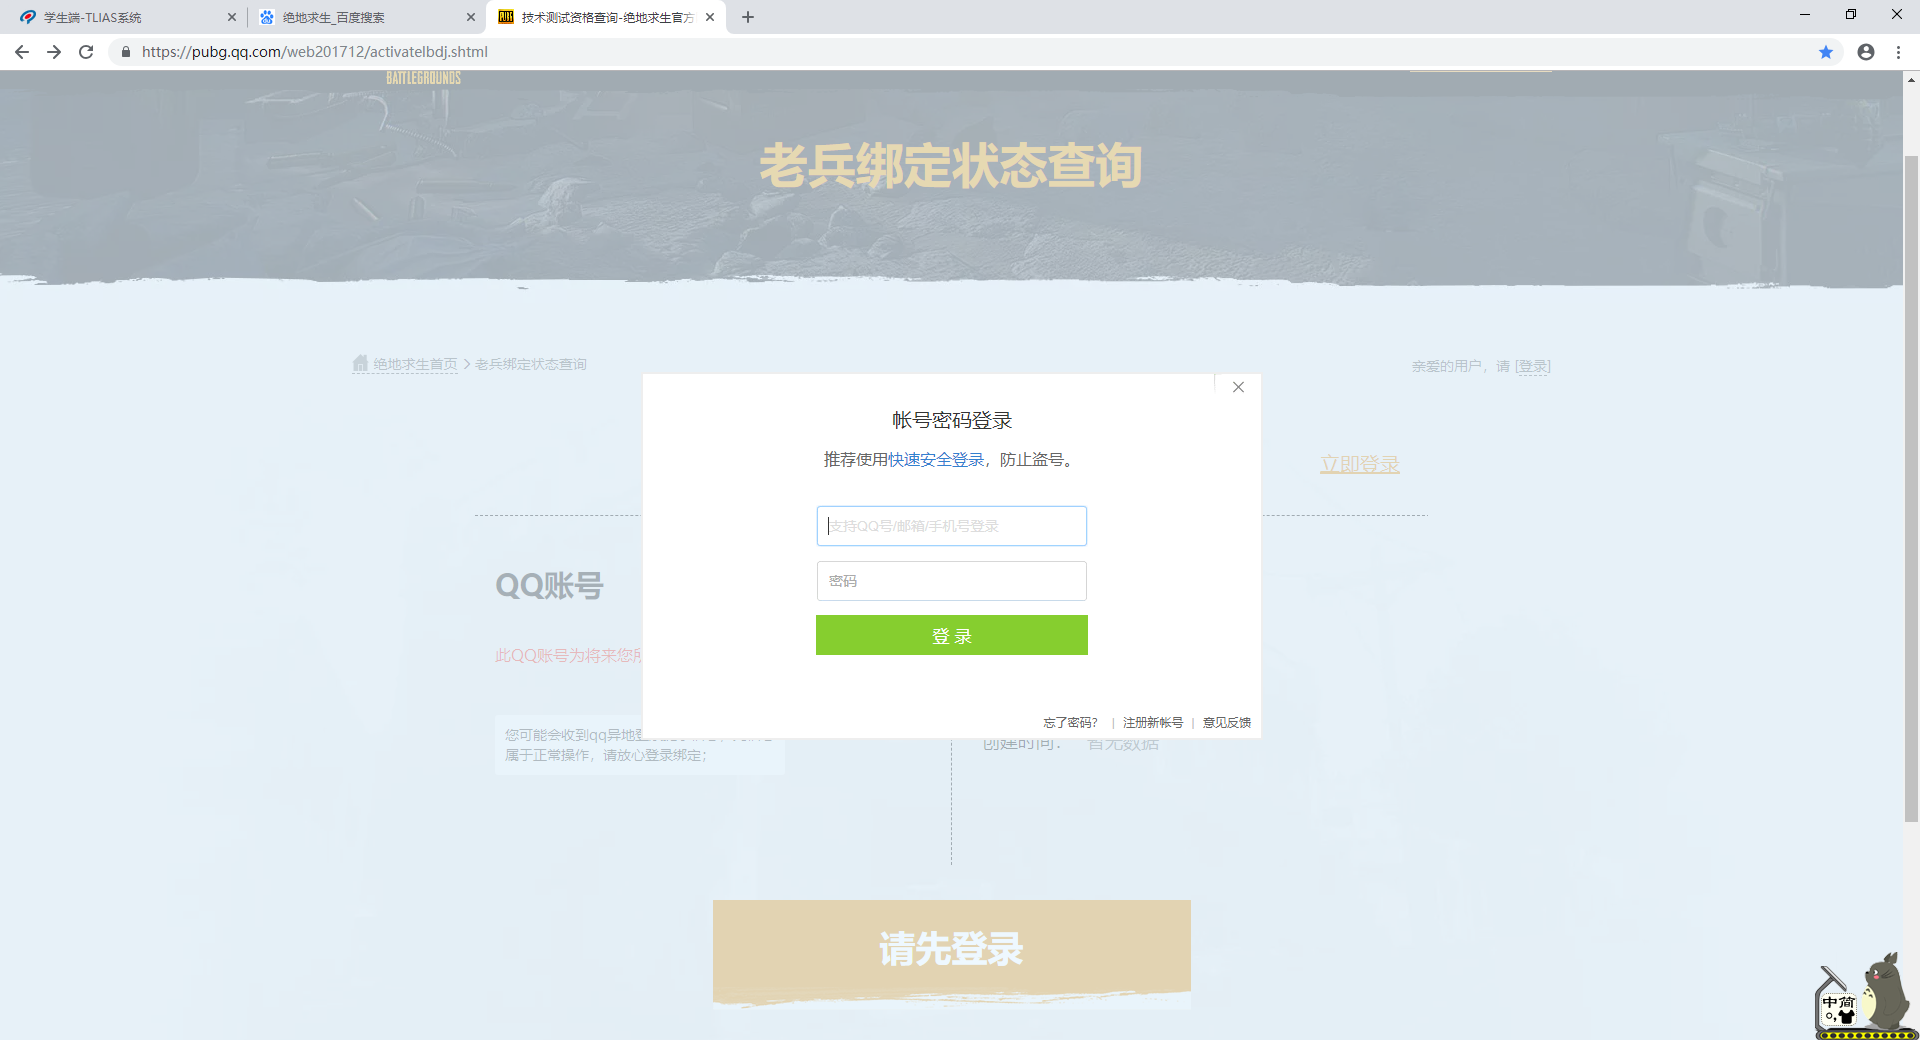 学生端-TLIAS系统
绝地求生_百度搜索
技术测试资格查询-绝地求生官方
https://pubg.qq.com/web201712/activatelbdj.shtml
BATTLEGROUNDS
老兵绑定状态查询
绝地求生首页 > 老兵绑定状态查询
亲爱的用户，请 [登录]
帐号密码登录
推荐使用快速安全登录，防止盗号。
立即登录
支持QQ号/邮箱/手机号登录
QQ账号
密码
登 录
此QQ账号为将来您所
忘了密码？ | 注册新帐号 | 意见反馈
您可能会收到qq异地登
属于正常操作，请放心登录绑定；
创建时间： 暂无数据
请先登录
中简